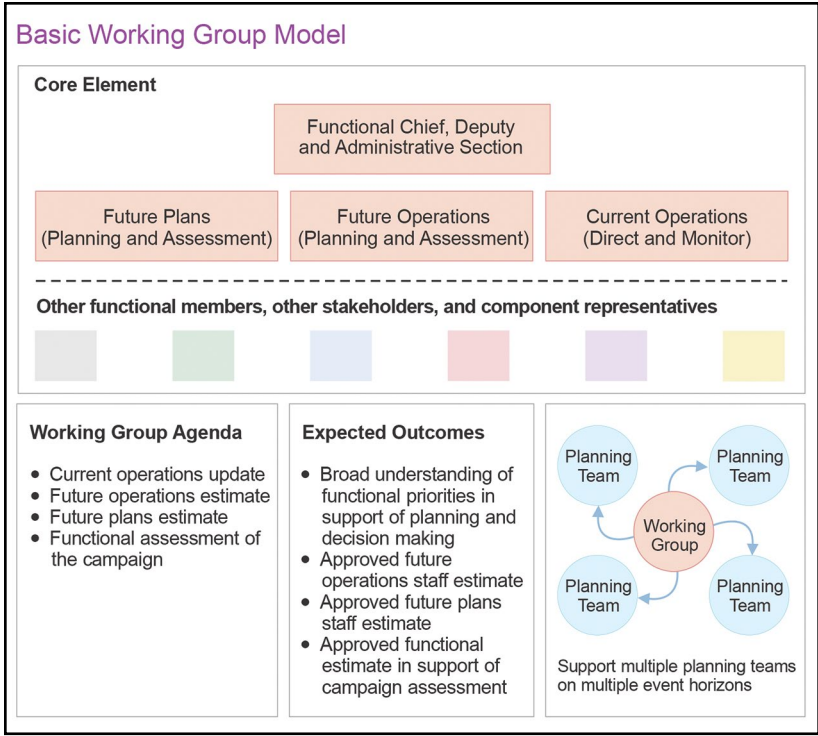 Basic Working Group Model
Core Element
Functional Chief, Deputy
and Administrative Section
Future Plans
(Planning and Assessment)
Future Operations
(Planning and Assessment)
Current Operations
(Direct and Monitor)
Other functional members, other stakeholders, and component representatives
Working Group Agenda
● Current operations update
● Future operations estimate
● Future plans estimate
● Functional assessment of
the campaign
Expected Outcomes
● Broad understanding of
functional priorities in
support of planning and
decision making
● Approved future
operations staff estimate
● Approved future plans
staff estimate
● Approved functional
estimate in support of
campaign assessment
Planning
Team
Planning
Team
Working
Group
Planning
Team
Planning
Team
Support multiple planning teams
on multiple event horizons